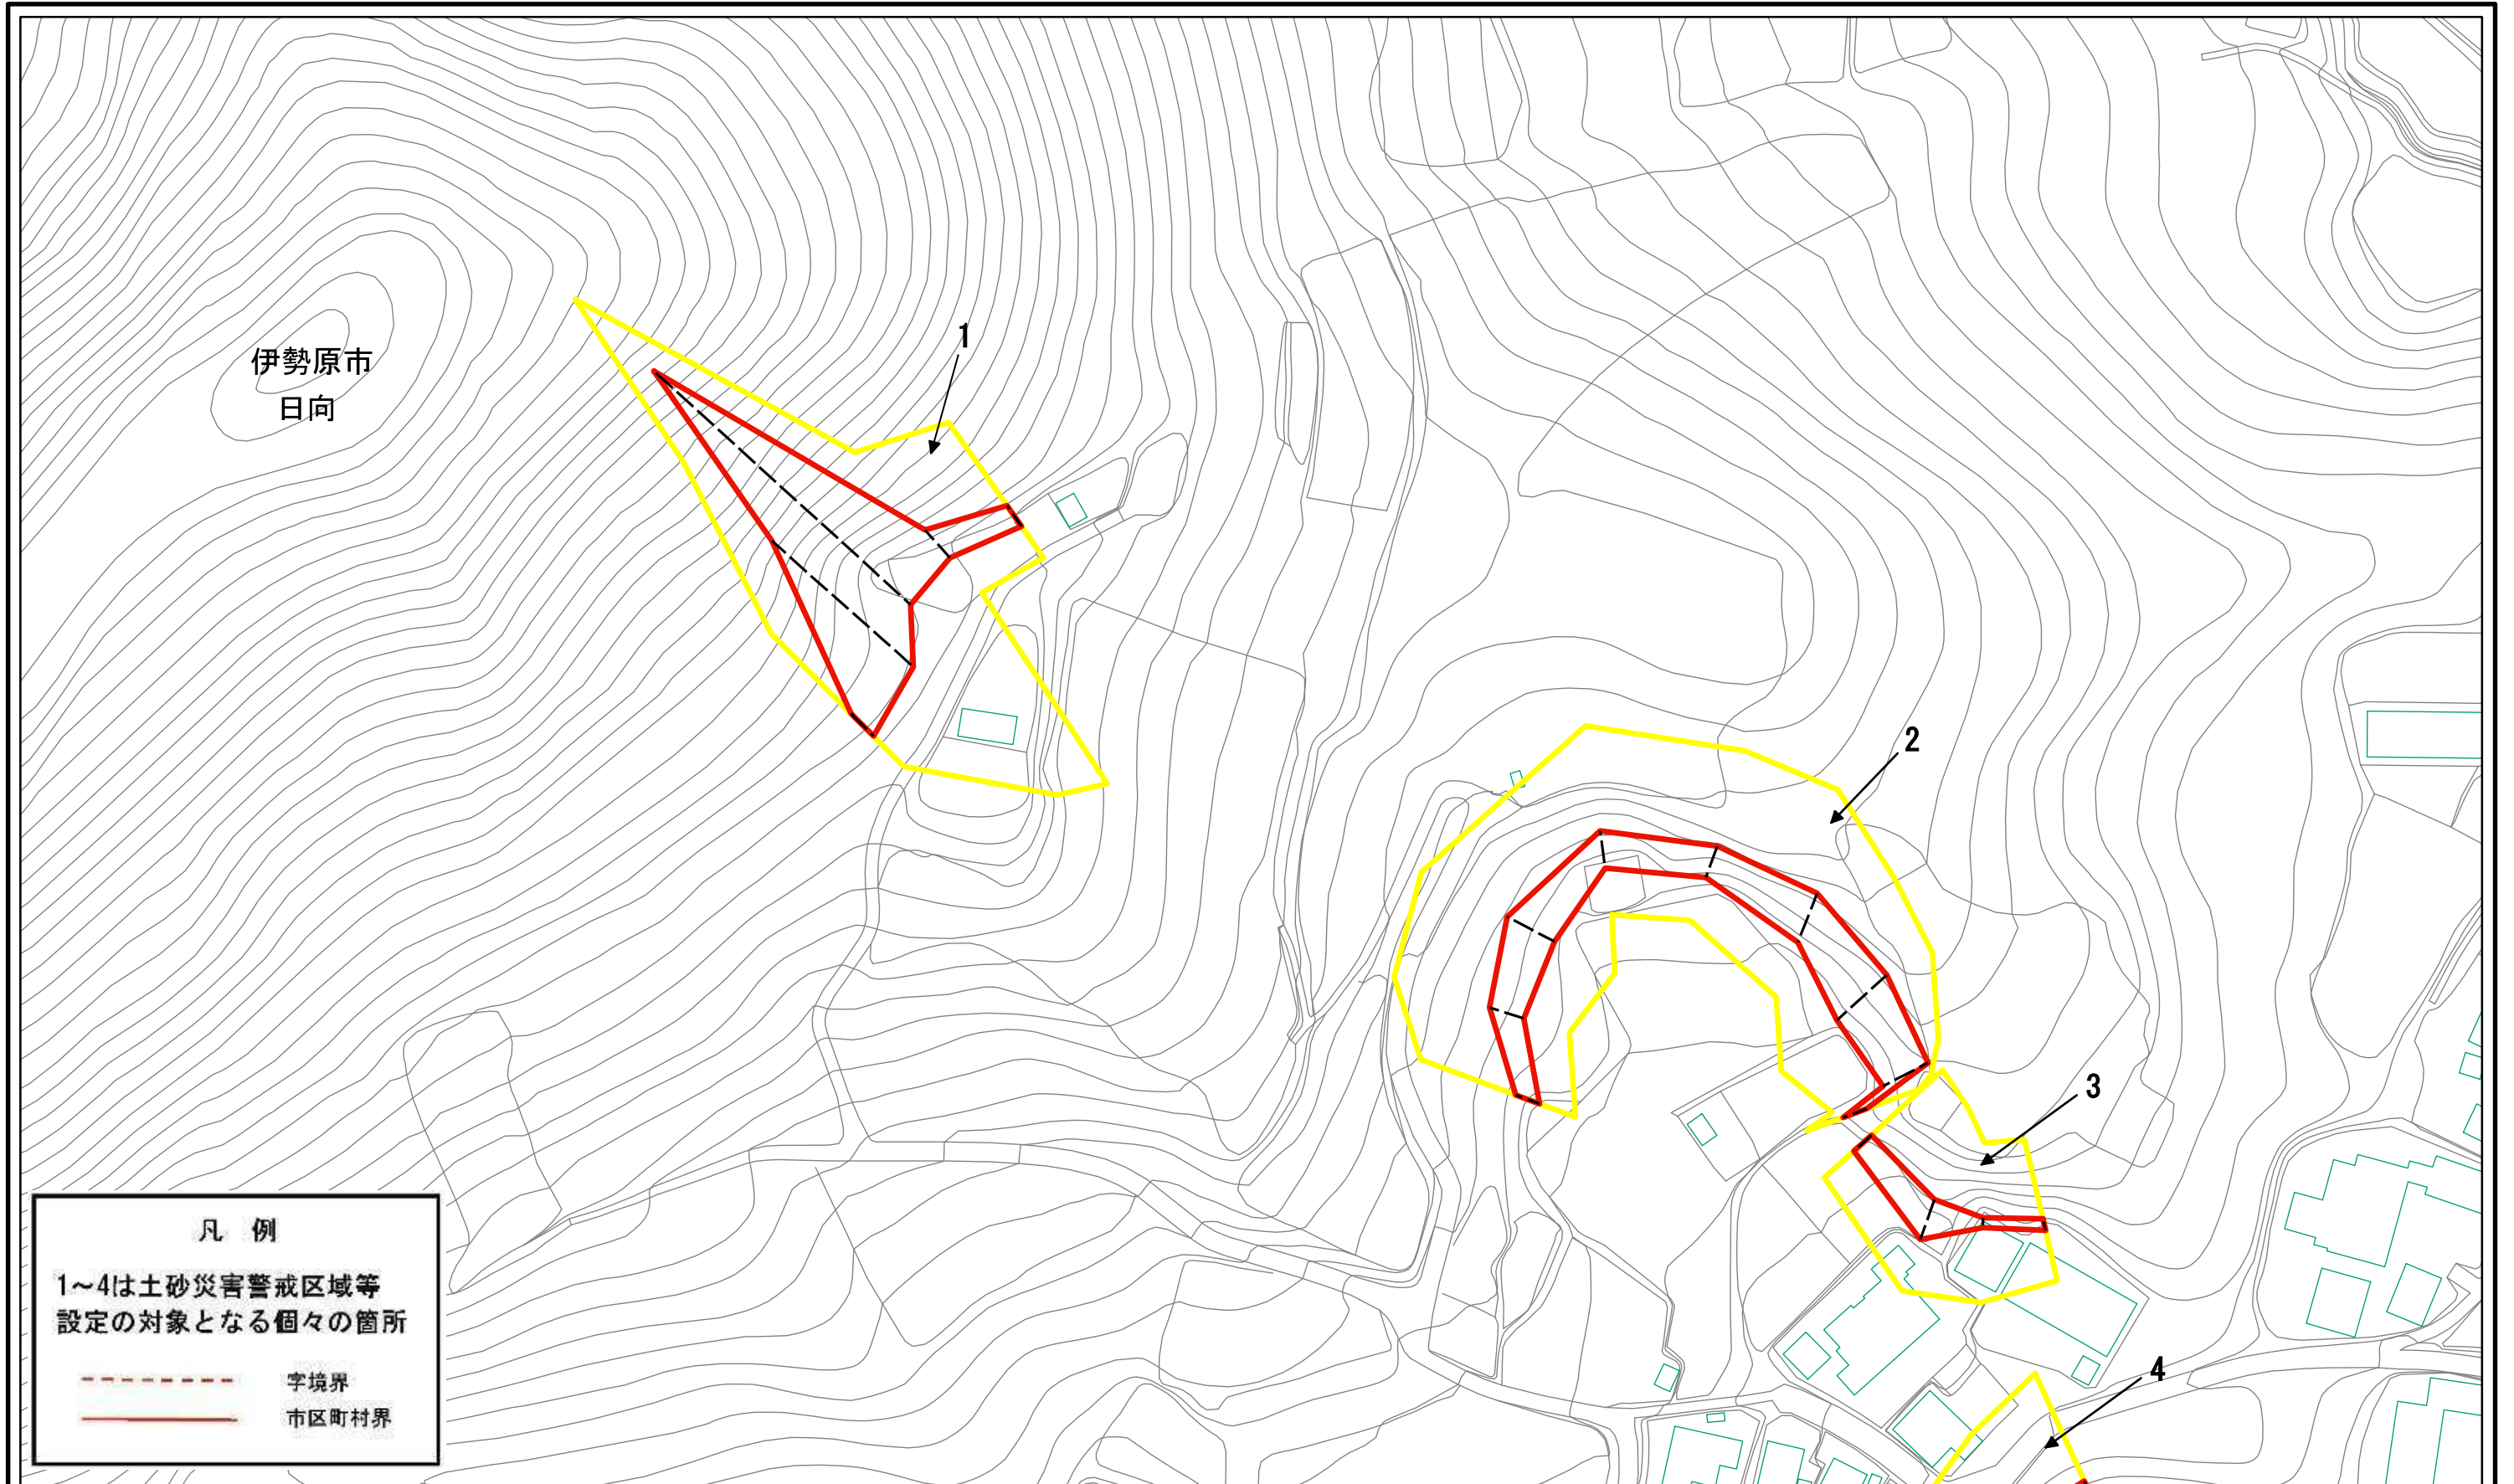 伊勢原市
日向
1
2
3
4
凡 例
1～4は土砂災害警戒区域等
設定の対象となる個々の箇所
字境界
市区町村界